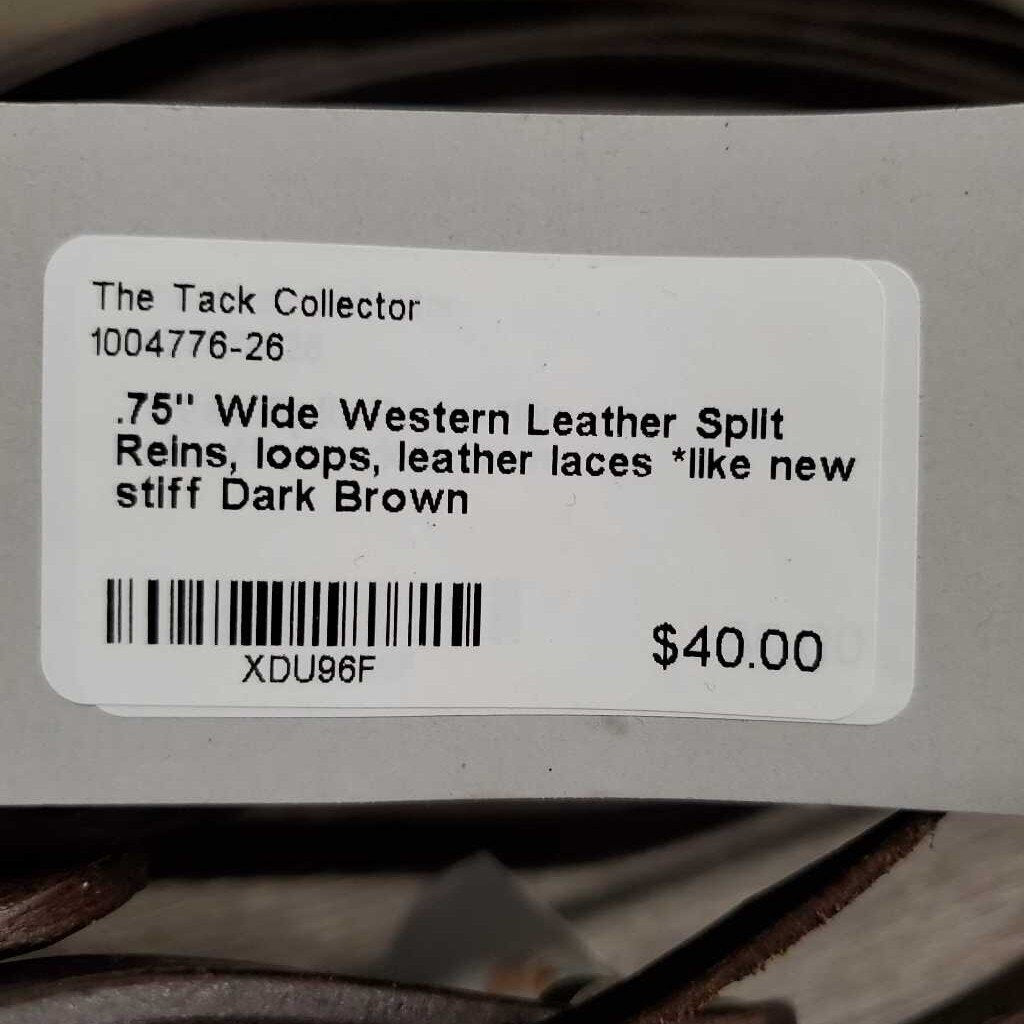 The Tack Collector
1004776-26
.75" Wide Western Leather Split
Reins, loops, leather laces *like new
stiff Dark Brown
XDU96F
$40.00